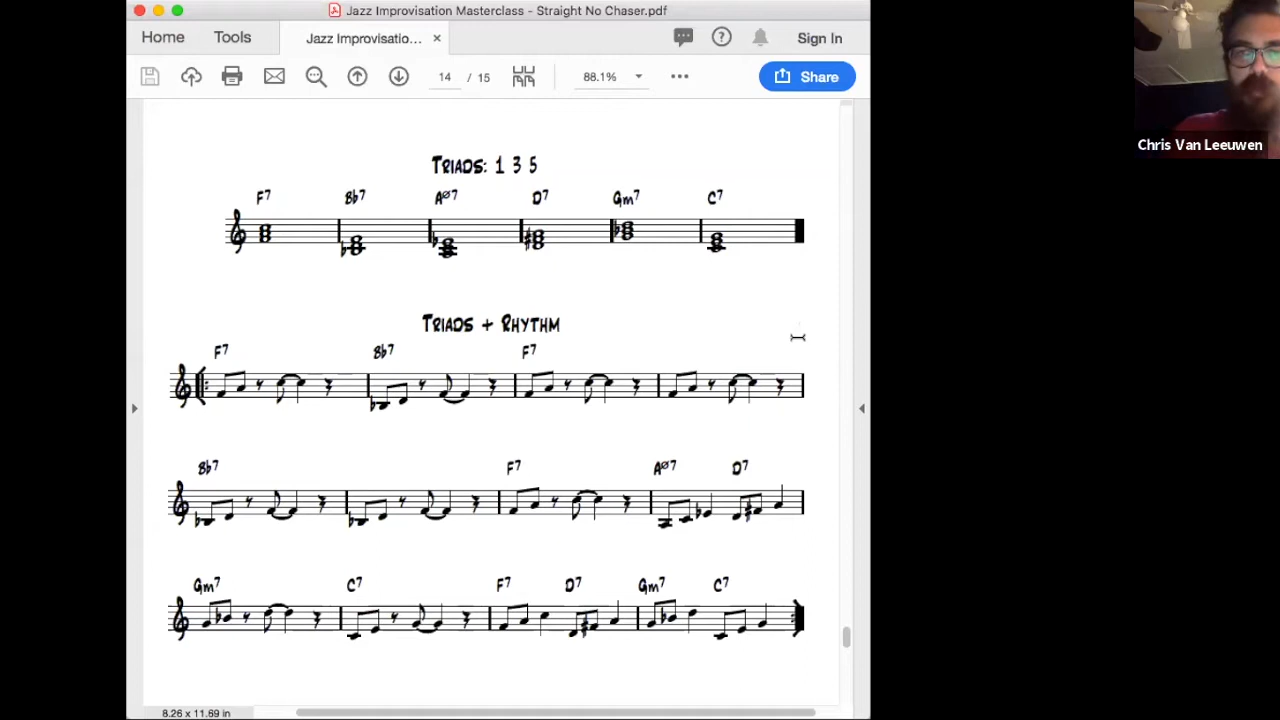 Jazz Improvisation Masterclass - Straight No Chaser.pdf
Home Tools Jazz Improvisatio... × Sign In
14 / 15 88.1% Share
Chris Van Leeuwen
TRIADS: 1 3 5
F7 Bb7 AØ7 D7 Gm7 C7
TRIADS + RHYTHM
F7 Bb7 F7
Bb7 F7 AØ7 D7
Gm7 C7 F7 D7 Gm7 C7
8.26 x 11.69 in